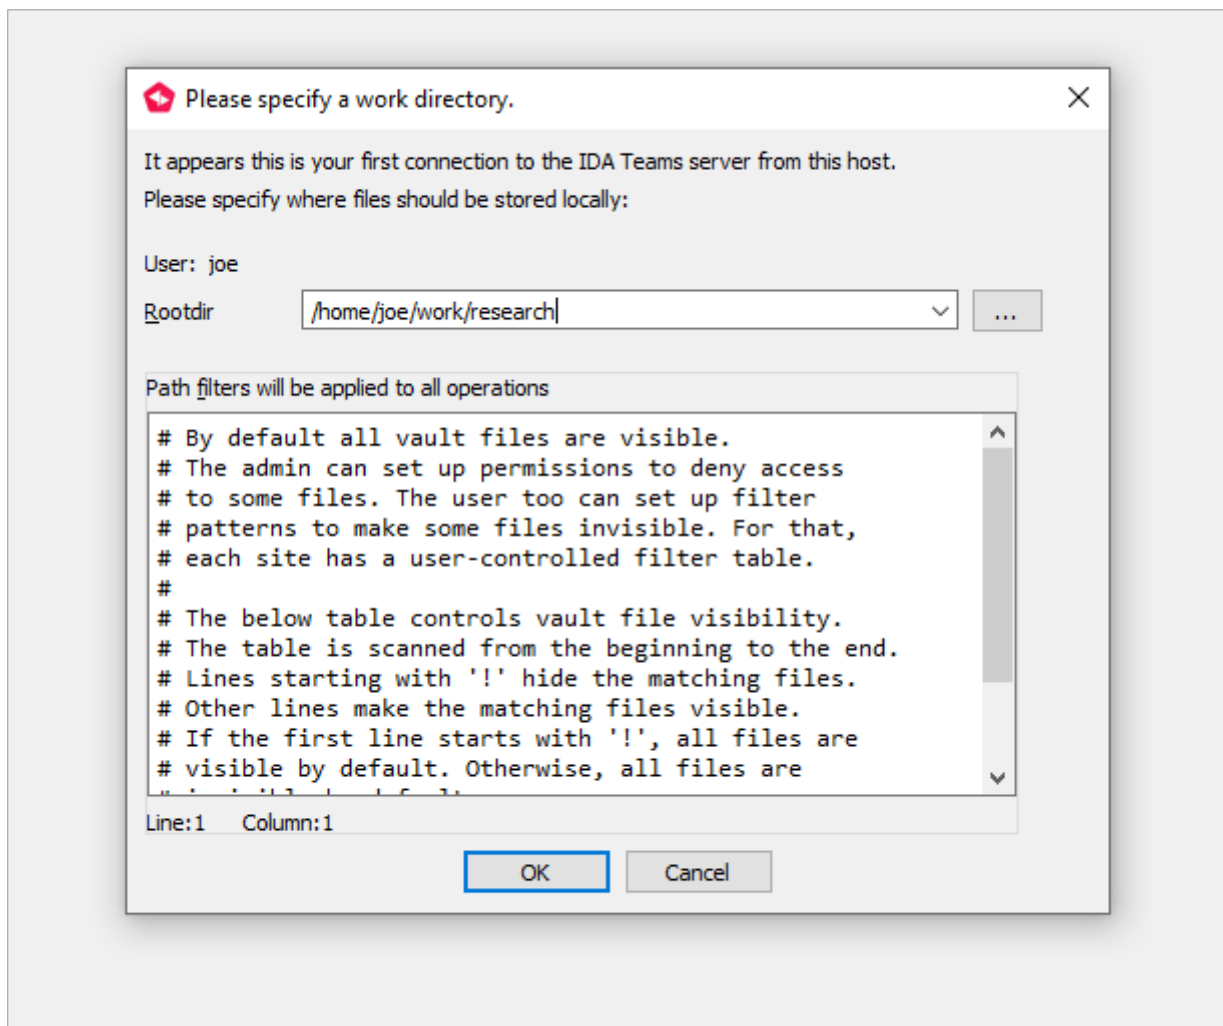 Please specify a work directory.
It appears this is your first connection to the IDA Teams server from this host.
Please specify where files should be stored locally:
User: joe
Rootdir /home/joe/work/research ...
Path filters will be applied to all operations
# By default all vault files are visible.
# The admin can set up permissions to deny access
# to some files. The user too can set up filter
# patterns to make some files invisible. For that,
# each site has a user-controlled filter table.
#
# The below table controls vault file visibility.
# The table is scanned from the beginning to the end.
# Lines starting with '!' hide the matching files.
# Other lines make the matching files visible.
# If the first line starts with '!', all files are
# visible by default. Otherwise, all files are
Line:1 Column:1
OK Cancel